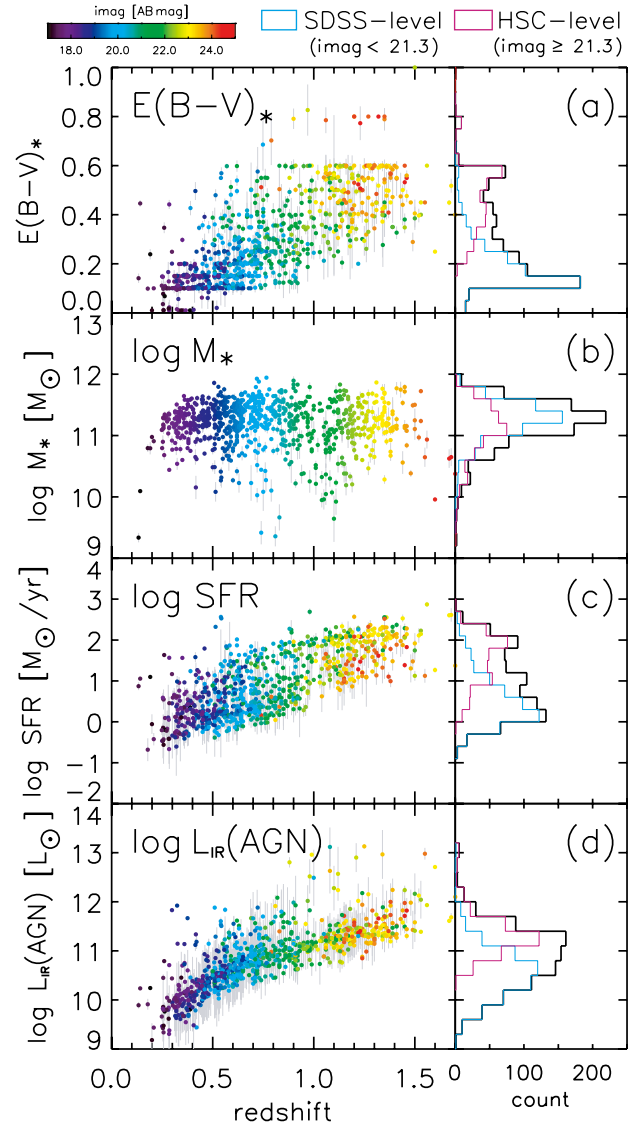 imag [AB mag]
18.0 20.0 22.0 24.0
SDSS-level
(imag < 21.3)
HSC-level
(imag ≥ 21.3)
E(B-V)*
(a)
E(B-V)*
1.0
0.8
0.6
0.4
0.2
0.0
log M*
(b)
log M* [M⊙]
13
12
11
10
9
log SFR
(c)
log SFR [M⊙/yr]
4
3
2
1
0
-1
-2
log LIR(AGN)
(d)
log LIR(AGN) [L⊙]
14
13
12
11
10
9
0.0 0.5 1.0 1.5
redshift
0 100 200
count